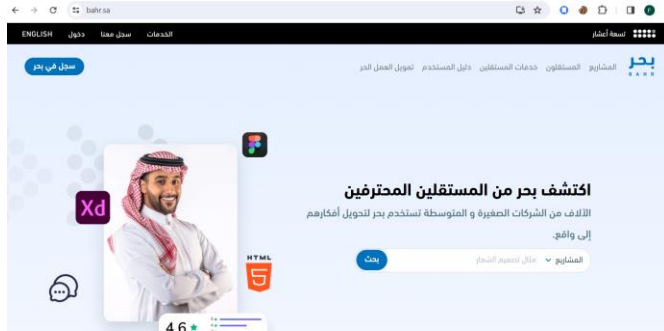 bahr.sa
تسعة أعشار
الخدمات
سجل معنا
دخول
ENGLISH
بحر
BAHR
المشاريع
المستقلون
خدمات المستقلين
دليل المستخدم
تمويل العمل الحر
سجل في بحر
اكتشف بحر من المستقلين المحترفين
الآلاف من الشركات الصغيرة و المتوسطة تستخدم بحر لتحويل أفكارهم
إلى واقع.
المشاريع
مثال تصميم الشعار
بحث
Xd
HTML
5
4.6